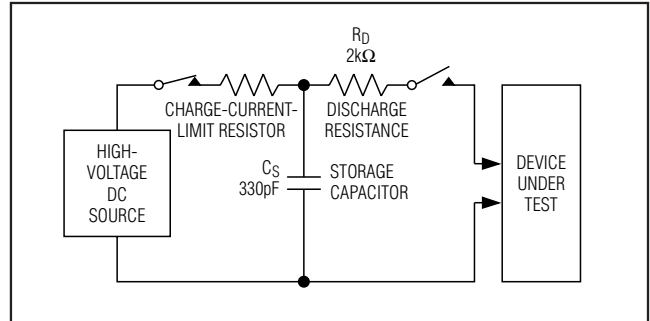 R_D
2kΩ
CHARGE-CURRENT-
LIMIT RESISTOR
DISCHARGE
RESISTANCE
HIGH-
VOLTAGE
DC
SOURCE
C_S
330pF
STORAGE
CAPACITOR
DEVICE
UNDER
TEST